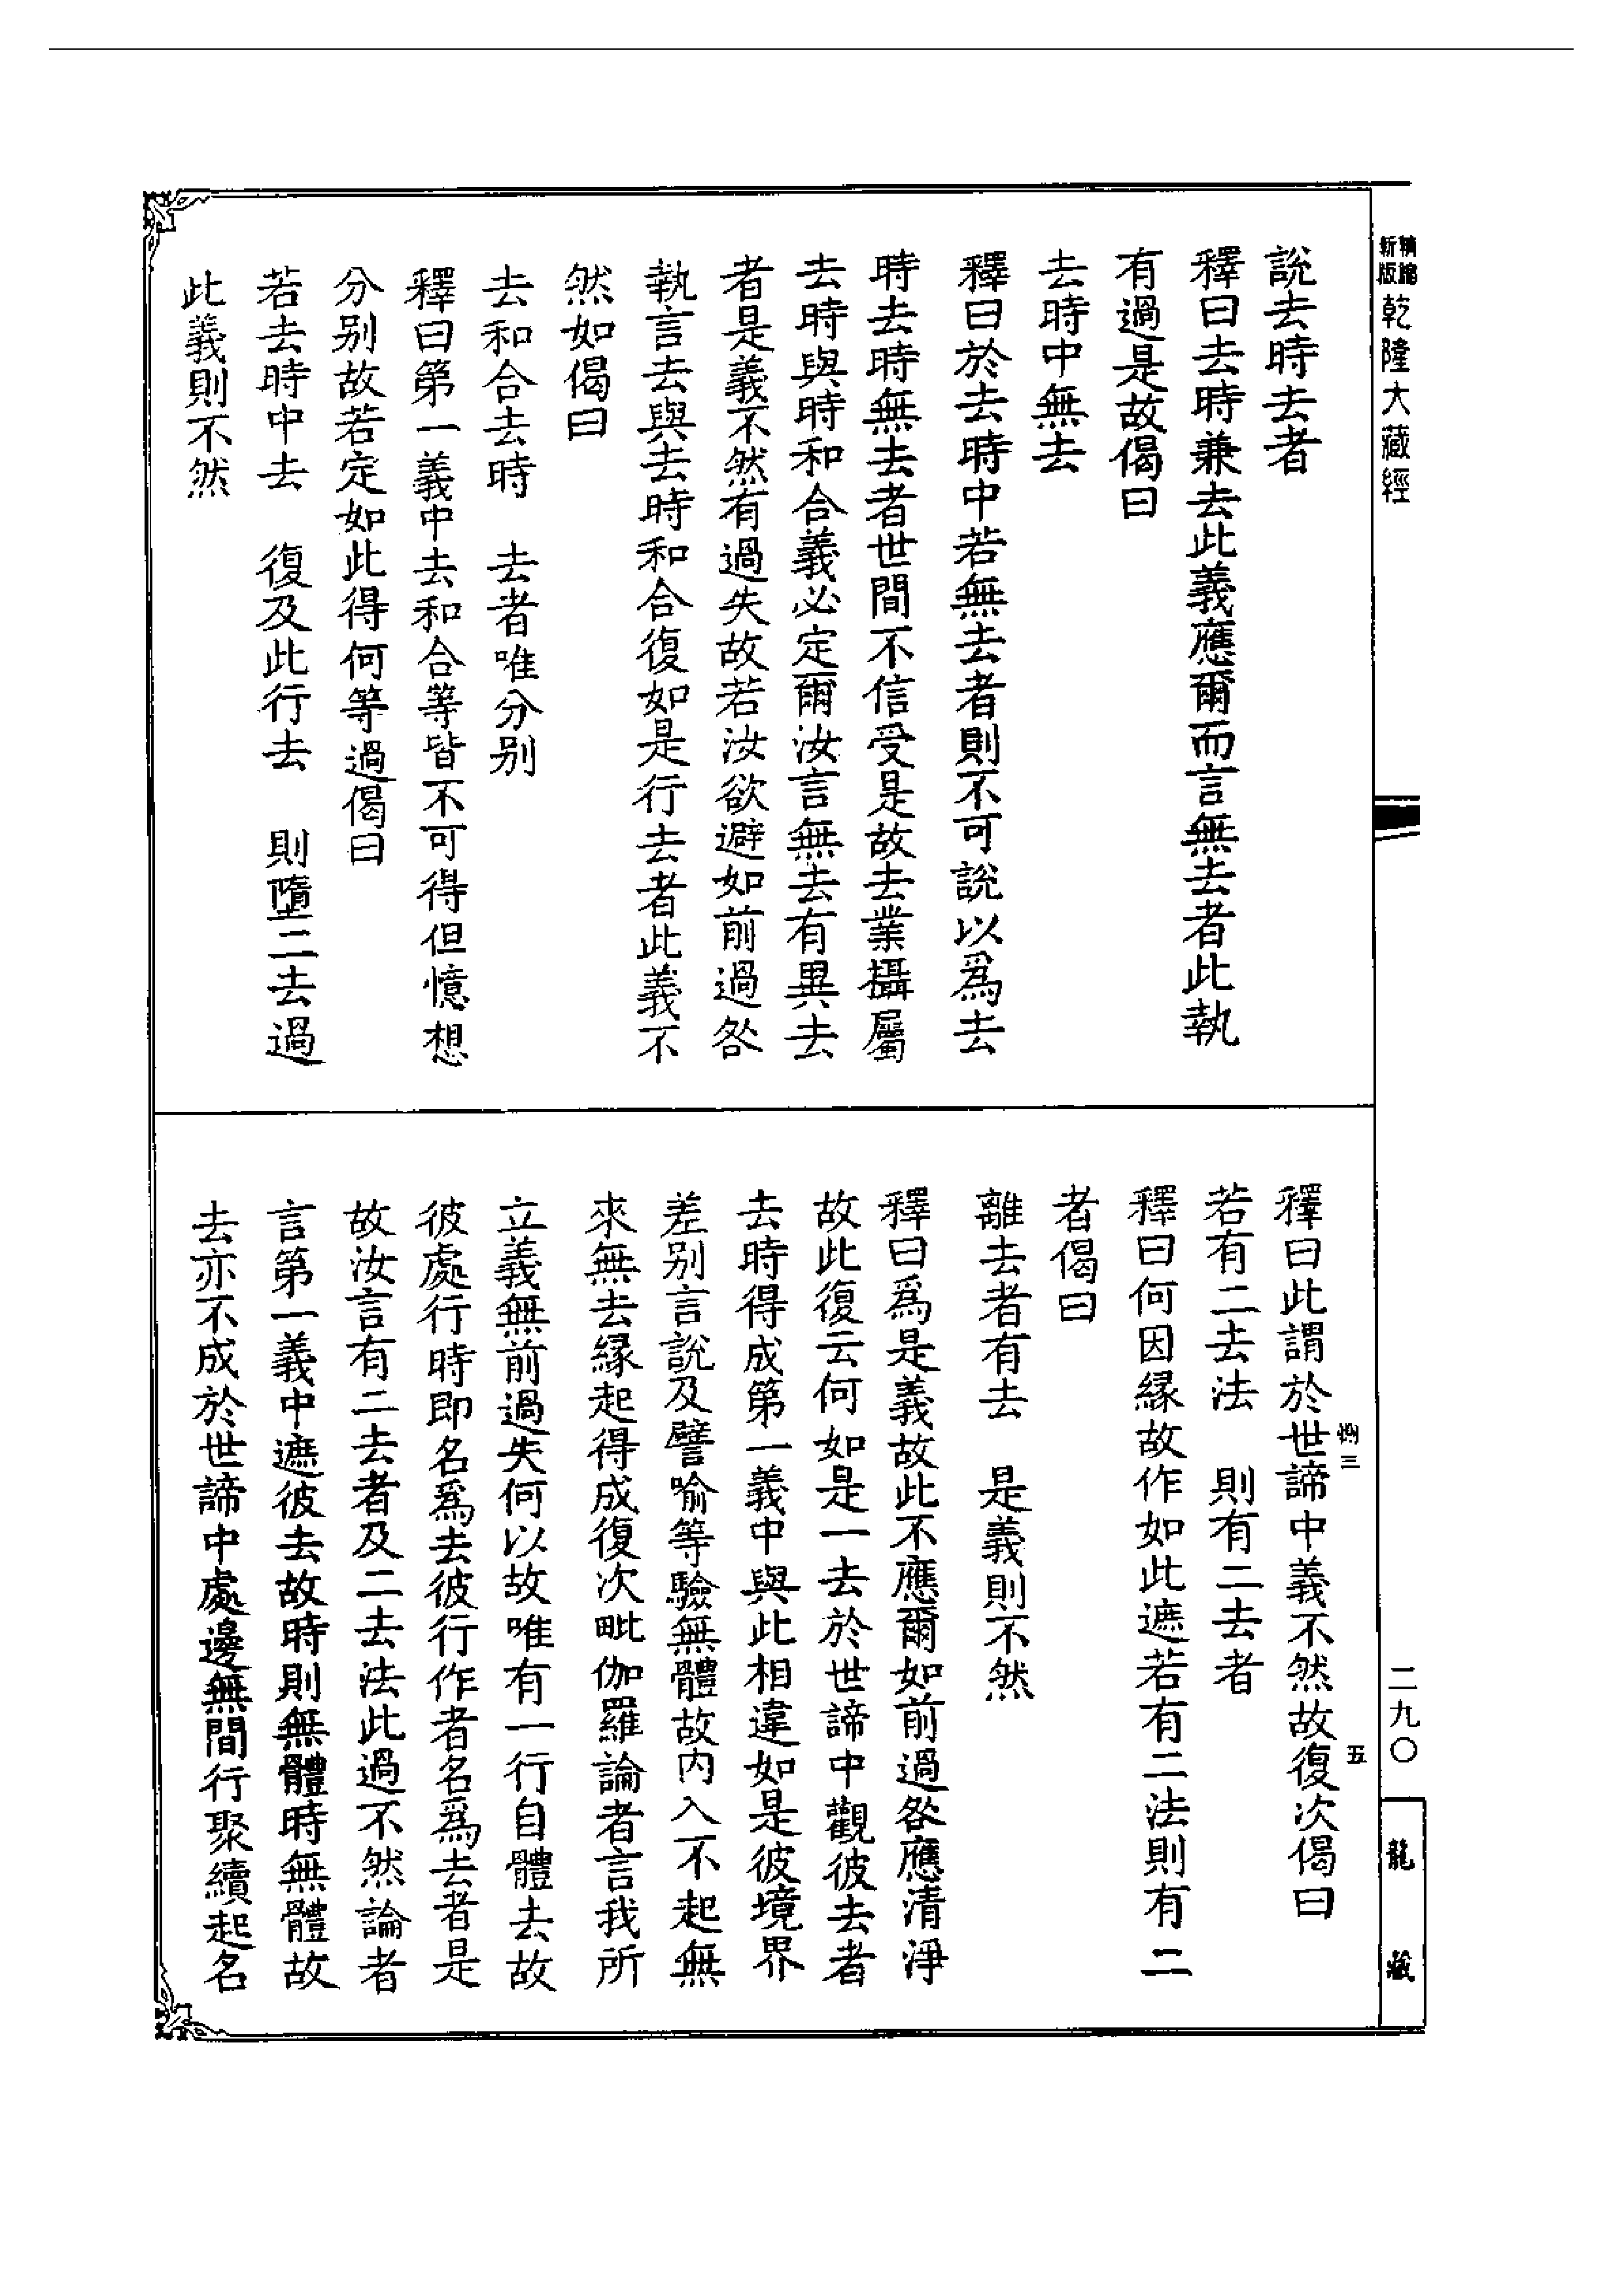 精編
新版
乾隆大藏經
說去時去者
釋曰去時兼去此義應爾而言無去者此執
有過是故偈曰
去時中無去
釋曰於去時中若無去者則不可說以爲去
時去時無去者世間不信受是故去業攝屬
去時與時和合義必定爾汝言無去有異去
者是義不然有過失故若汝欲避如前過咎
執言去與去時和合復如是行去者此義不
然如偈曰
去和合去時　去者唯分别
釋曰第一義中去和合等皆不可得但憶想
分别故若定如此得何等過偈曰
若去時中去　復及此行去　則墮二去過
此義則不然
三
五
釋曰此謂於世諦中義不然故復次偈曰
若有二去法　則有二去者
釋曰何因緣故作如此遮若有二法則有二
者偈曰
離去者有去　是義則不然
釋曰爲是義故此不應爾如前過咎應清淨
故此復云何如是一去於世諦中觀彼去者
去時得成第一義中與此相違如是彼境界
差别言說及譬喻等驗無體故内入不起無
來無去緣起得成復次毗伽羅論者言我所
立義無前過失何以故唯有一行自體去故
彼處行時即名爲去彼行作者名爲去者是
故汝言有二去者及二去法此過不然論者
言第一義中遮彼去故時則無體時無體故
去亦不成於世諦中處邊無間行聚續起名
二九〇
龍藏